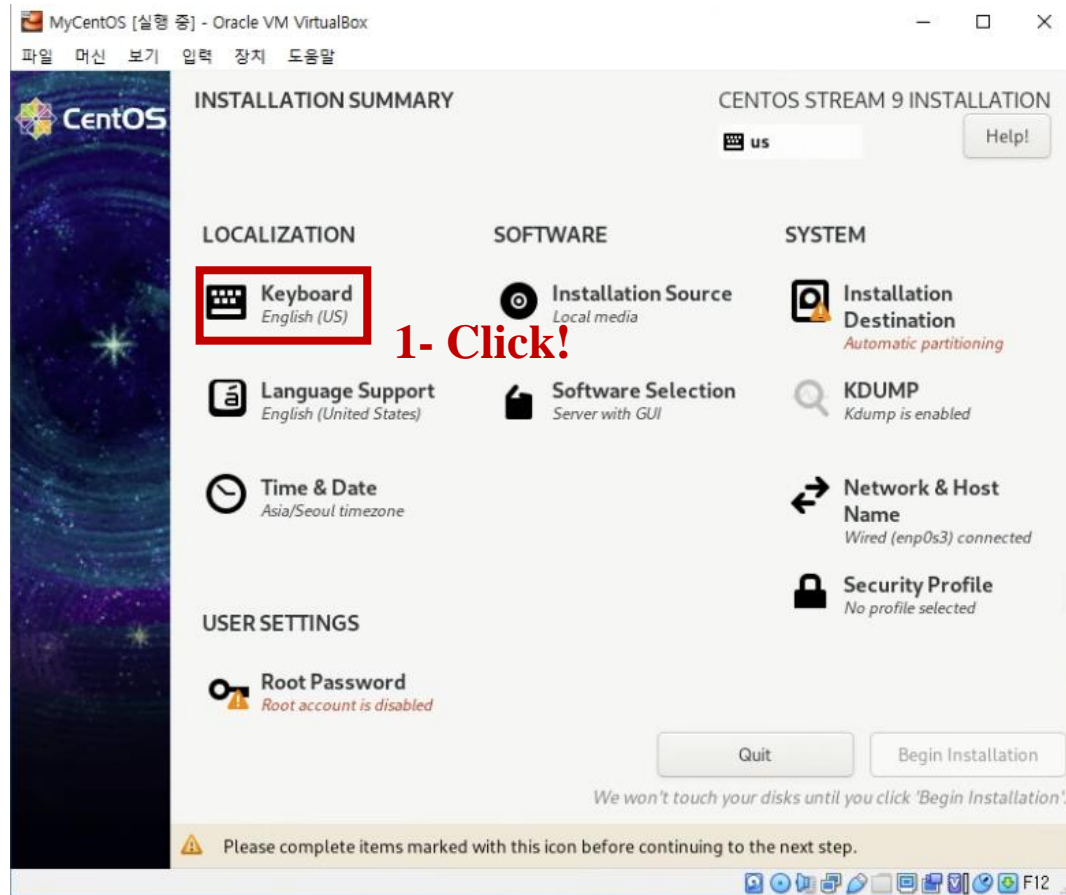 MyCentOS [실행 중] - Oracle VM VirtualBox
파일 머신 보기 입력 장치 도움말
CentOS
INSTALLATION SUMMARY
CENTOS STREAM 9 INSTALLATION
us
Help!
LOCALIZATION
Keyboard
English (US)
1- Click!
Language Support
English (United States)
Time & Date
Asia/Seoul timezone
SOFTWARE
Installation Source
Local media
Software Selection
Server with GUI
SYSTEM
Installation
Destination
Automatic partitioning
KDUMP
Kdump is enabled
Network & Host
Name
Wired (enp0s3) connected
Security Profile
No profile selected
USER SETTINGS
Root Password
Root account is disabled
Quit
Begin Installation
We won't touch your disks until you click 'Begin Installation'.
Please complete items marked with this icon before continuing to the next step.
F12